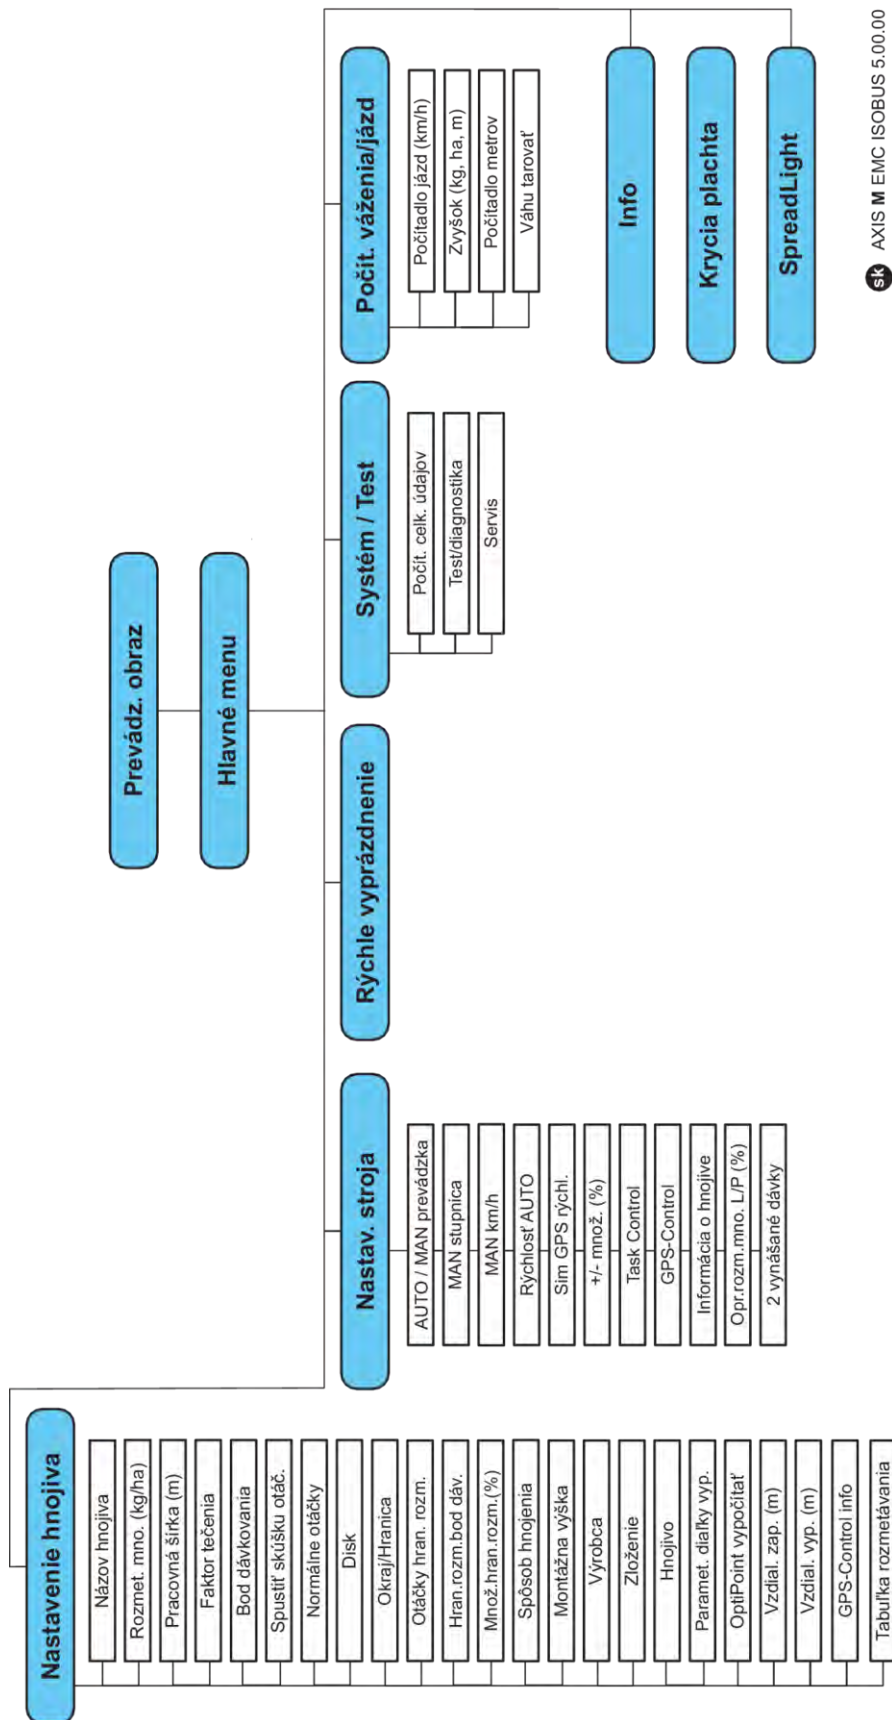 Prevádz. obraz
Hlavné menu
Nastavenie hnojiva
Názov hnojiva
Rozmet. mno. (kg/ha)
Pracovná šírka (m)
Faktor tečenia
Bod dávkovania
Spustiť skúšku otáč.
Normálne otáčky
Disk
Okraj/Hranica
Otáčky hran. rozm.
Hran.rozm.bod dáv.
Množ.hran.rozm.(%)
Spôsob hnojenia
Montážna výška
Výrobca
Zloženie
Hnojivo
Paramet. diaľky vyp.
OptiPoint vypočítať
Vzdial. zap. (m)
Vzdial. vyp. (m)
GPS-Control info
Tabuľka rozmetávania
Nastav. stroja
AUTO / MAN prevádzka
MAN stupnica
MAN km/h
Rýchlosť AUTO
Sim GPS rýchl.
+/- množ. (%)
Task Control
GPS-Control
Informácia o hnojive
Opr.rozm.mno. L/P (%)
2 vynášané dávky
Rýchle vyprázdnenie
Systém / Test
Počít. celk. údajov
Test/diagnostika
Servis
Počít. váženia/jázd
Počítadlo jázd (km/h)
Zvyšok (kg, ha, m)
Počítadlo metrov
Váhu tarovať
Info
Krycia plachta
SpreadLight
sk AXIS M EMC ISOBUS 5.00.00